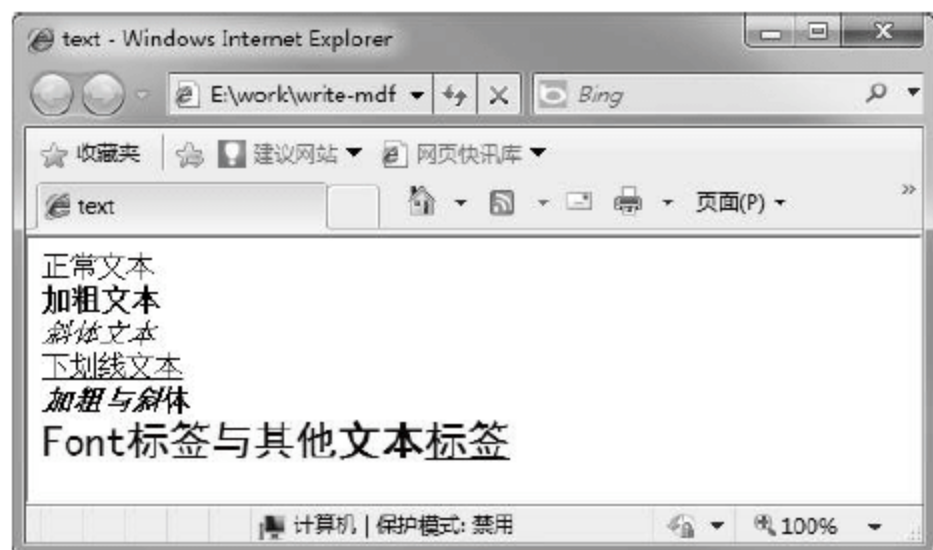 text - Windows Internet Explorer
E:\work\write-mdf Bing
收藏夹 建议网站 网页快讯库
text 页面(P)
正常文本
加粗文本
斜体文本
下划线文本
加粗与斜体
Font标签与其他文本标签
计算机 | 保护模式: 禁用 100%